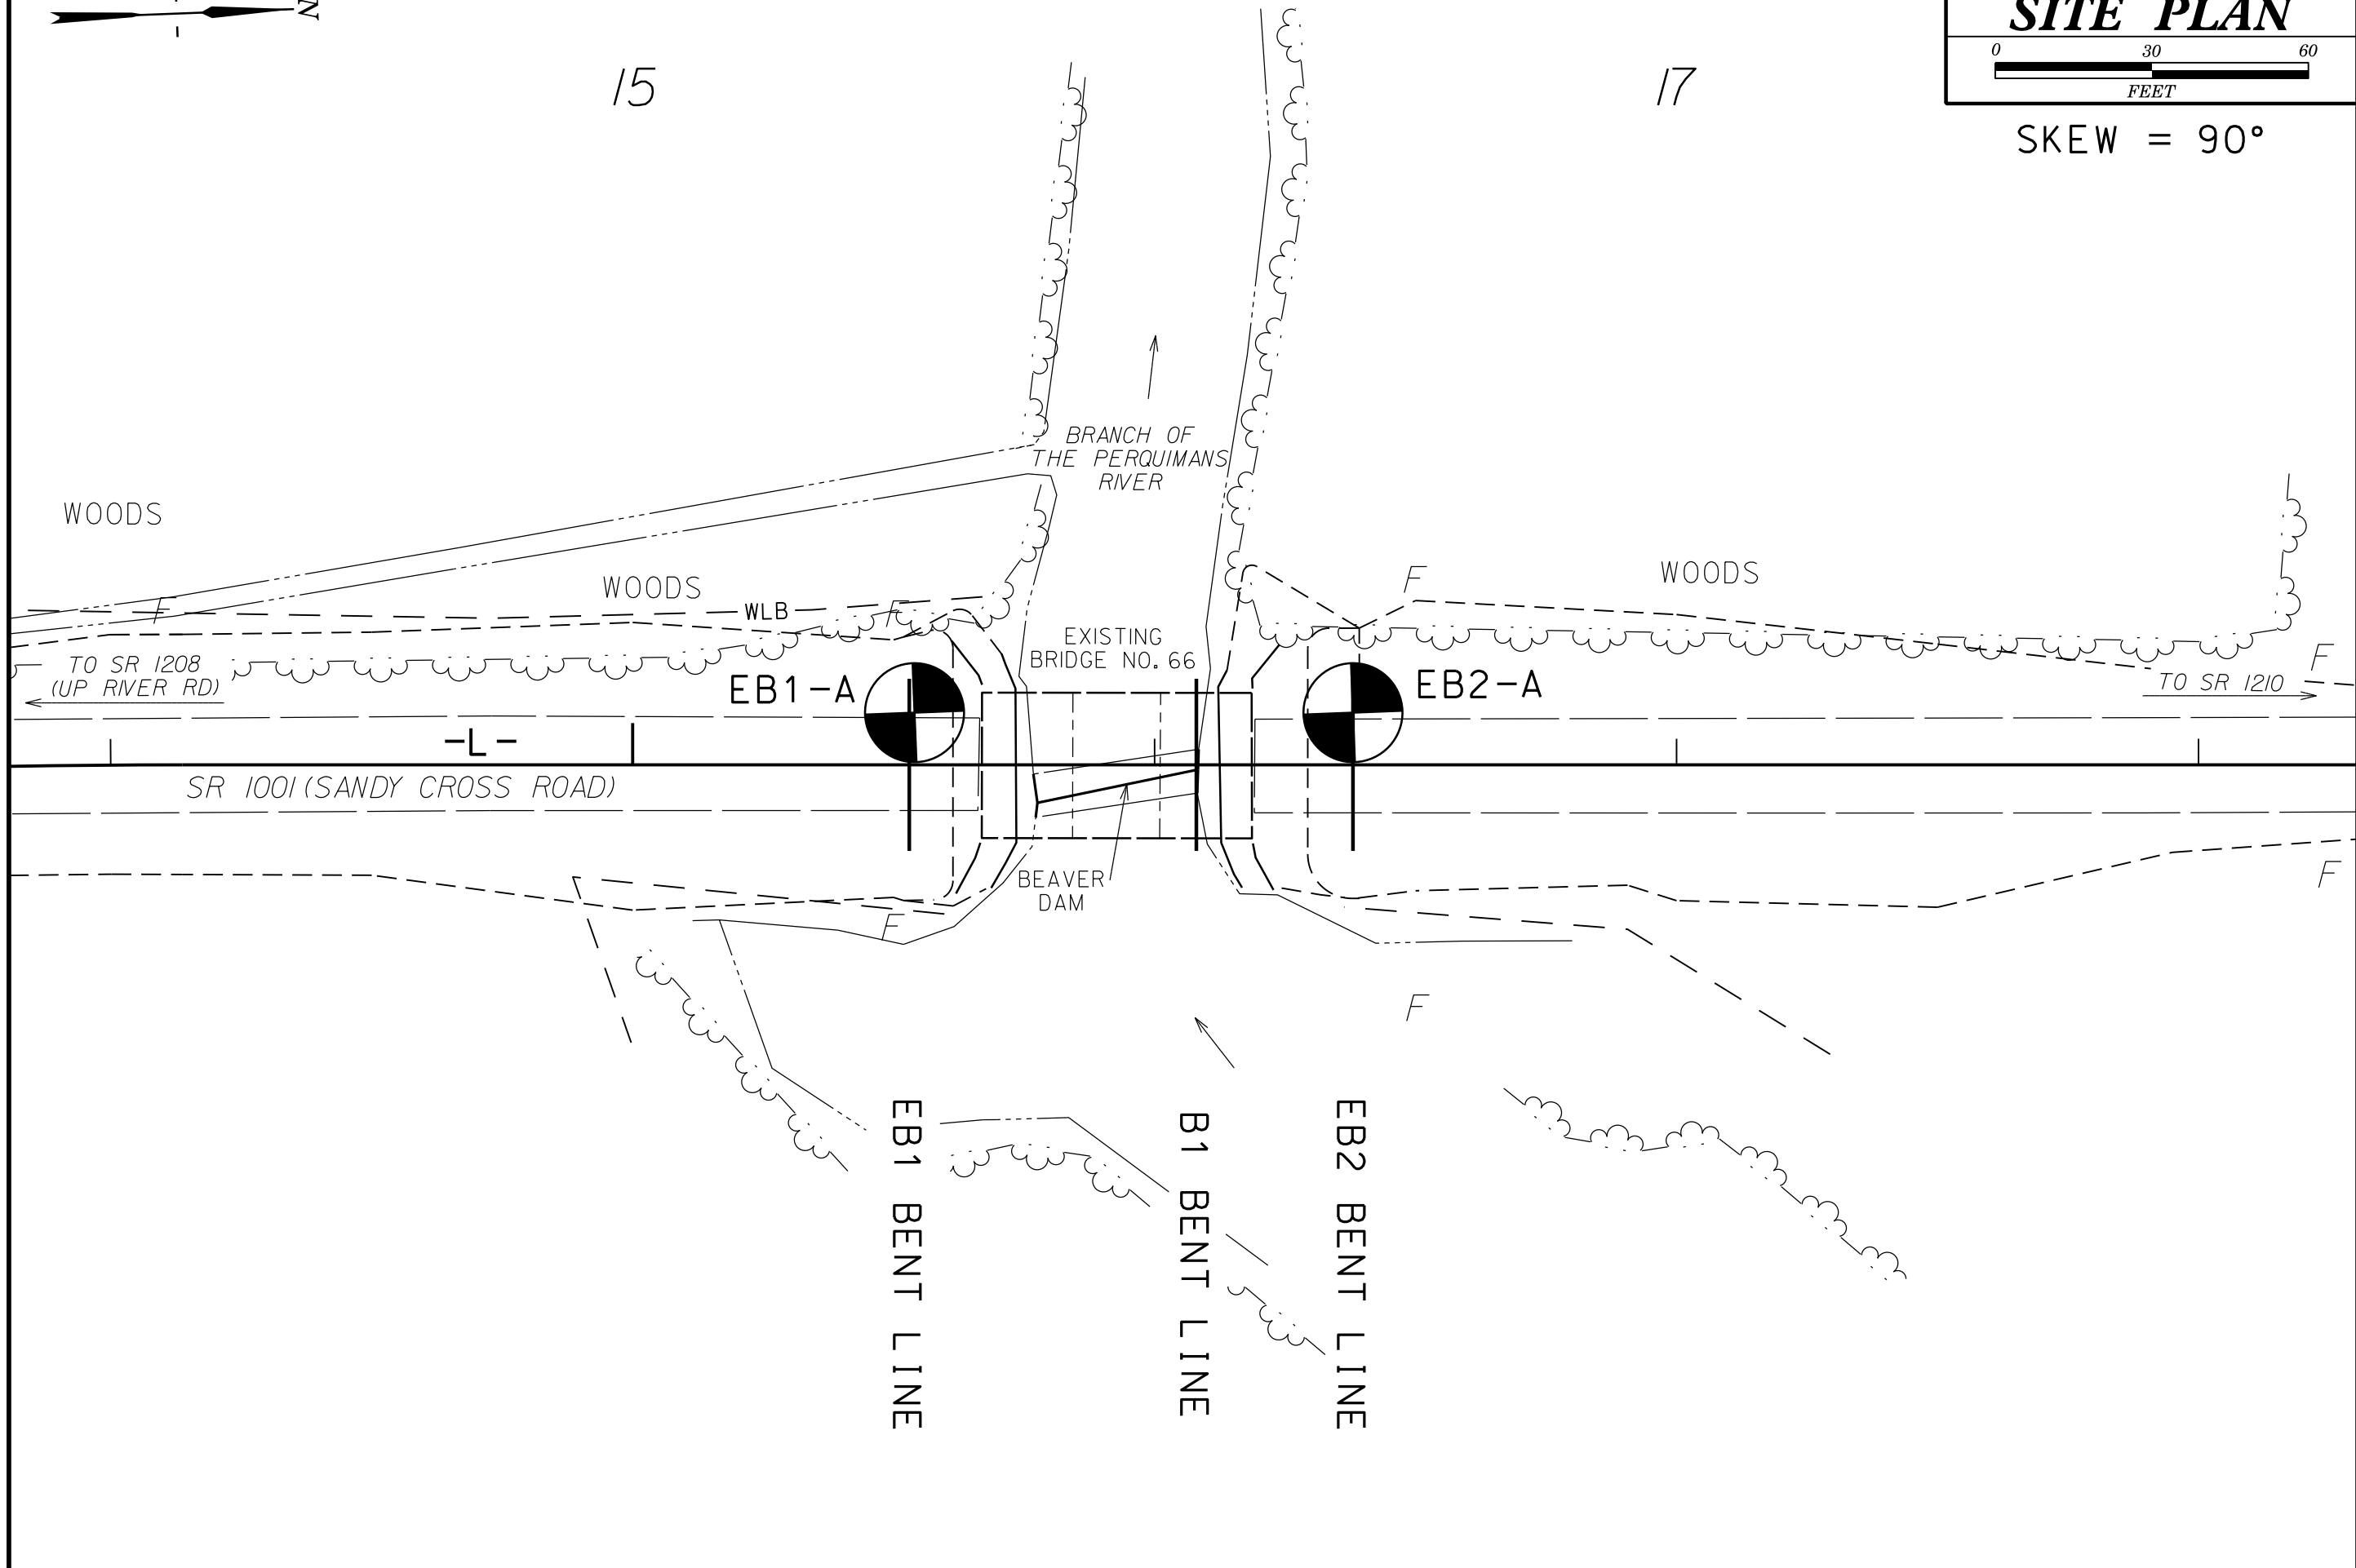 N
SITE PLAN
0 30 60
FEET
SKEW = 90°
15
17
BRANCH OF
THE PERQUIMANS
RIVER
WOODS
WOODS
WOODS
F
F
F
WLB
EXISTING
BRIDGE NO. 66
TO SR 1208
(UP RIVER RD)
EB1-A
EB2-A
F
TO SR 1210
-L-
SR 1001 (SANDY CROSS ROAD)
BEAVER
DAM
F
F
F
EB1 BENT LINE
B1 BENT LINE
EB2 BENT LINE